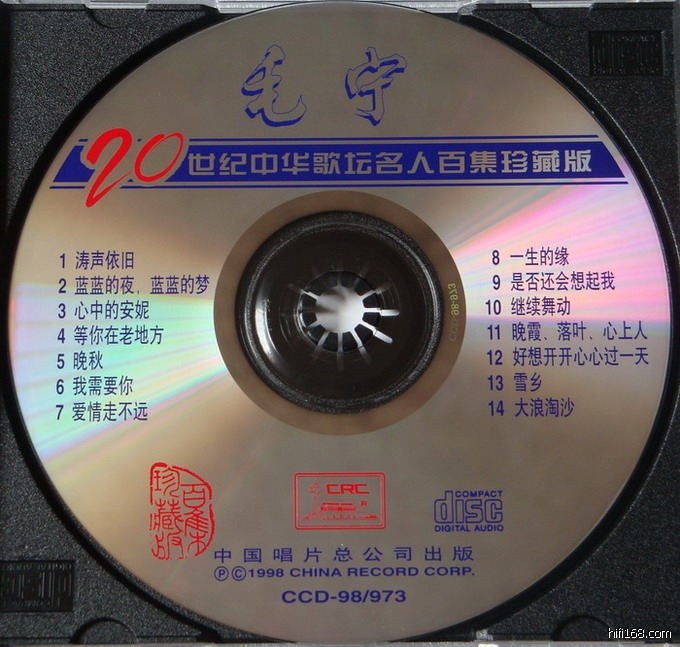 毛宁
20世纪中华歌坛名人百集珍藏版
1 涛声依旧
2 蓝蓝的夜、蓝蓝的梦
3 心中的安妮
4 等你在老地方
5 晚秋
6 我需要你
7 爱情走不远
8 一生的缘
9 是否还会想起我
10 继续舞动
11 晚霞、落叶、心上人
12 好想开开心心过一天
13 雪乡
14 大浪淘沙
CCD-98-973
百集珍藏版
CRC
R
COMPACT
disc
DIGITAL AUDIO
中国唱片总公司出版
ⓅⒸ1998 CHINA RECORD CORP.
CCD-98/973
hifi168.com